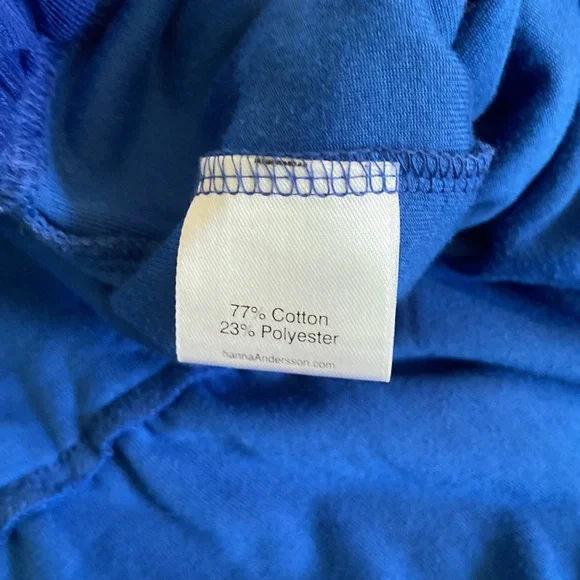 77% Cotton
23% Polyester
hannaAndersson.com